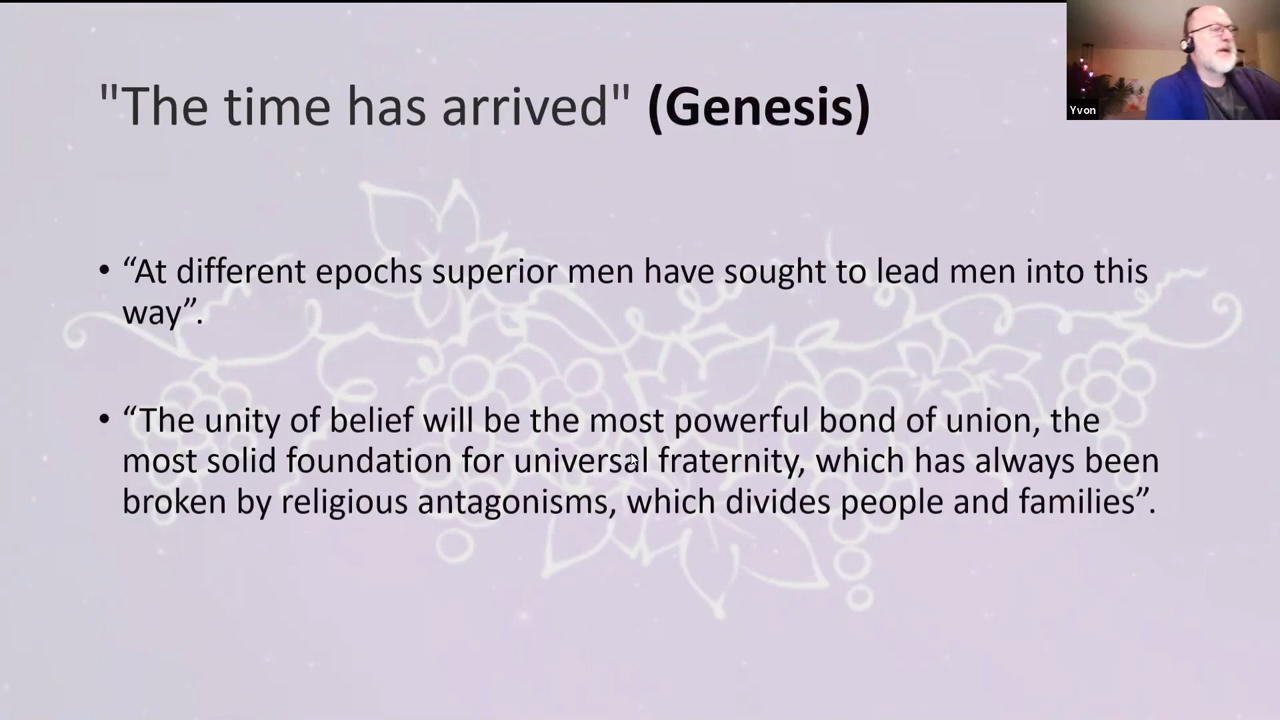 "The time has arrived" (Genesis)
Yvon
• “At different epochs superior men have sought to lead men into this
way”.
• “The unity of belief will be the most powerful bond of union, the
most solid foundation for universal fraternity, which has always been
broken by religious antagonisms, which divides people and families”.